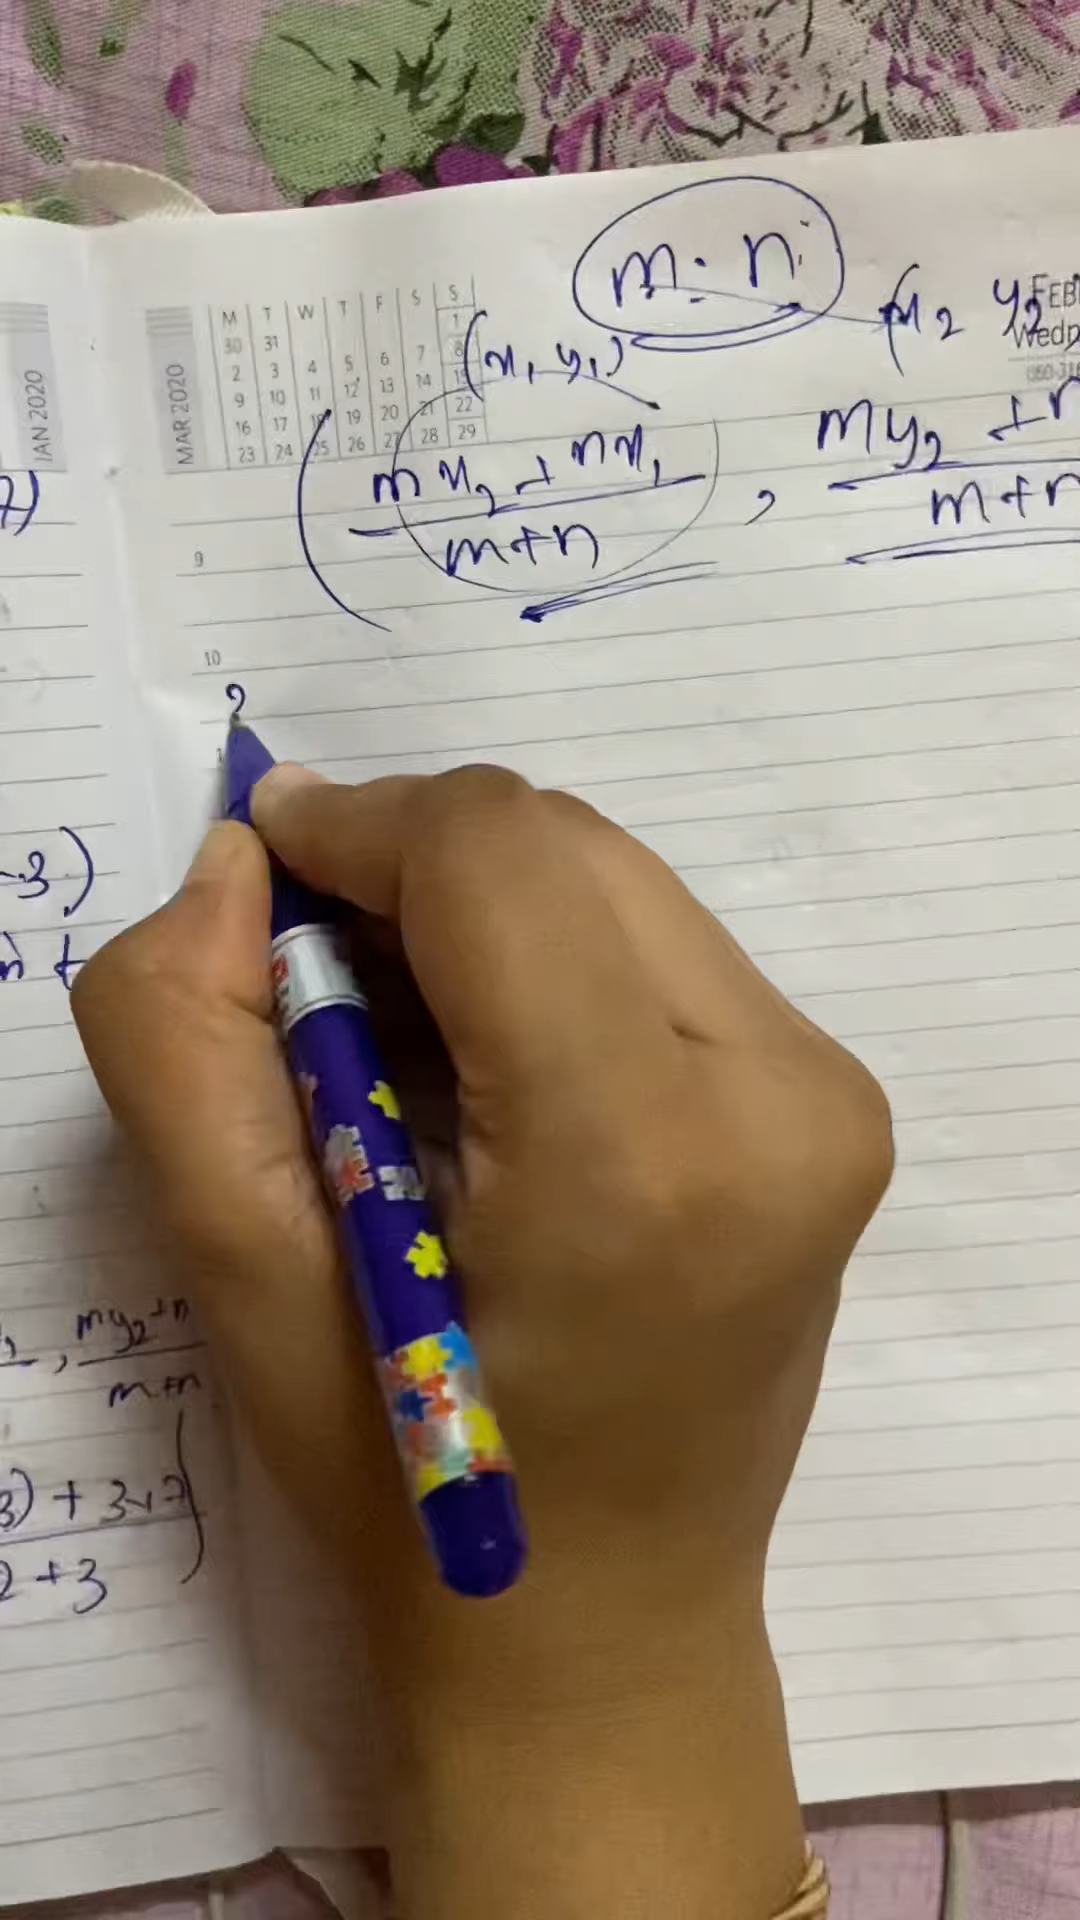 m : n
(x₁ y₁)
(x₂ y₂
FEB
Wedn
JAN 2020
MAR 2020
M T W T F S S
30 31 1
2 3 4 5 6 7 8
9 10 11 12 13 14 15
16 17 18 19 20 21 22
23 24 25 26 27 28 29
(mx₂ + nx₁ / m+n , my₂ + n / m+n
7)
9
10
2
-3)
in t
, my₂+n / m+n
3) + 3×7)
2+3